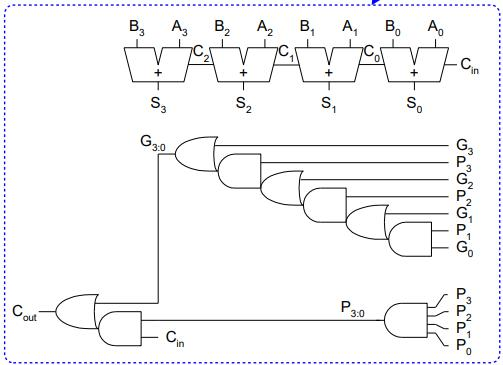 B3 A3 B2 A2 B1 A1 B0 A0
C2 C1 C0 Cin
+ + + +
S3 S2 S1 S0
G3:0
G3
P3
G2
P2
G1
P1
G0
P3:0
P3
P2
P1
P0
Cout
Cin